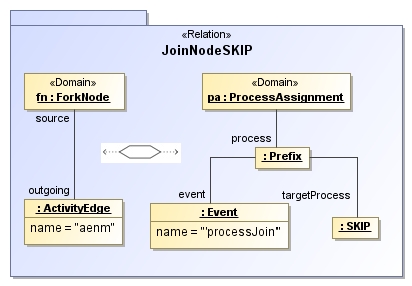 «Relation»
JoinNodeSKIP
«Domain»
fn : ForkNode
source
outgoing
: ActivityEdge
name = "aenm"
«Domain»
pa : ProcessAssignment
process
: Prefix
event
targetProcess
: Event
name = "'processJoin'"
: SKIP